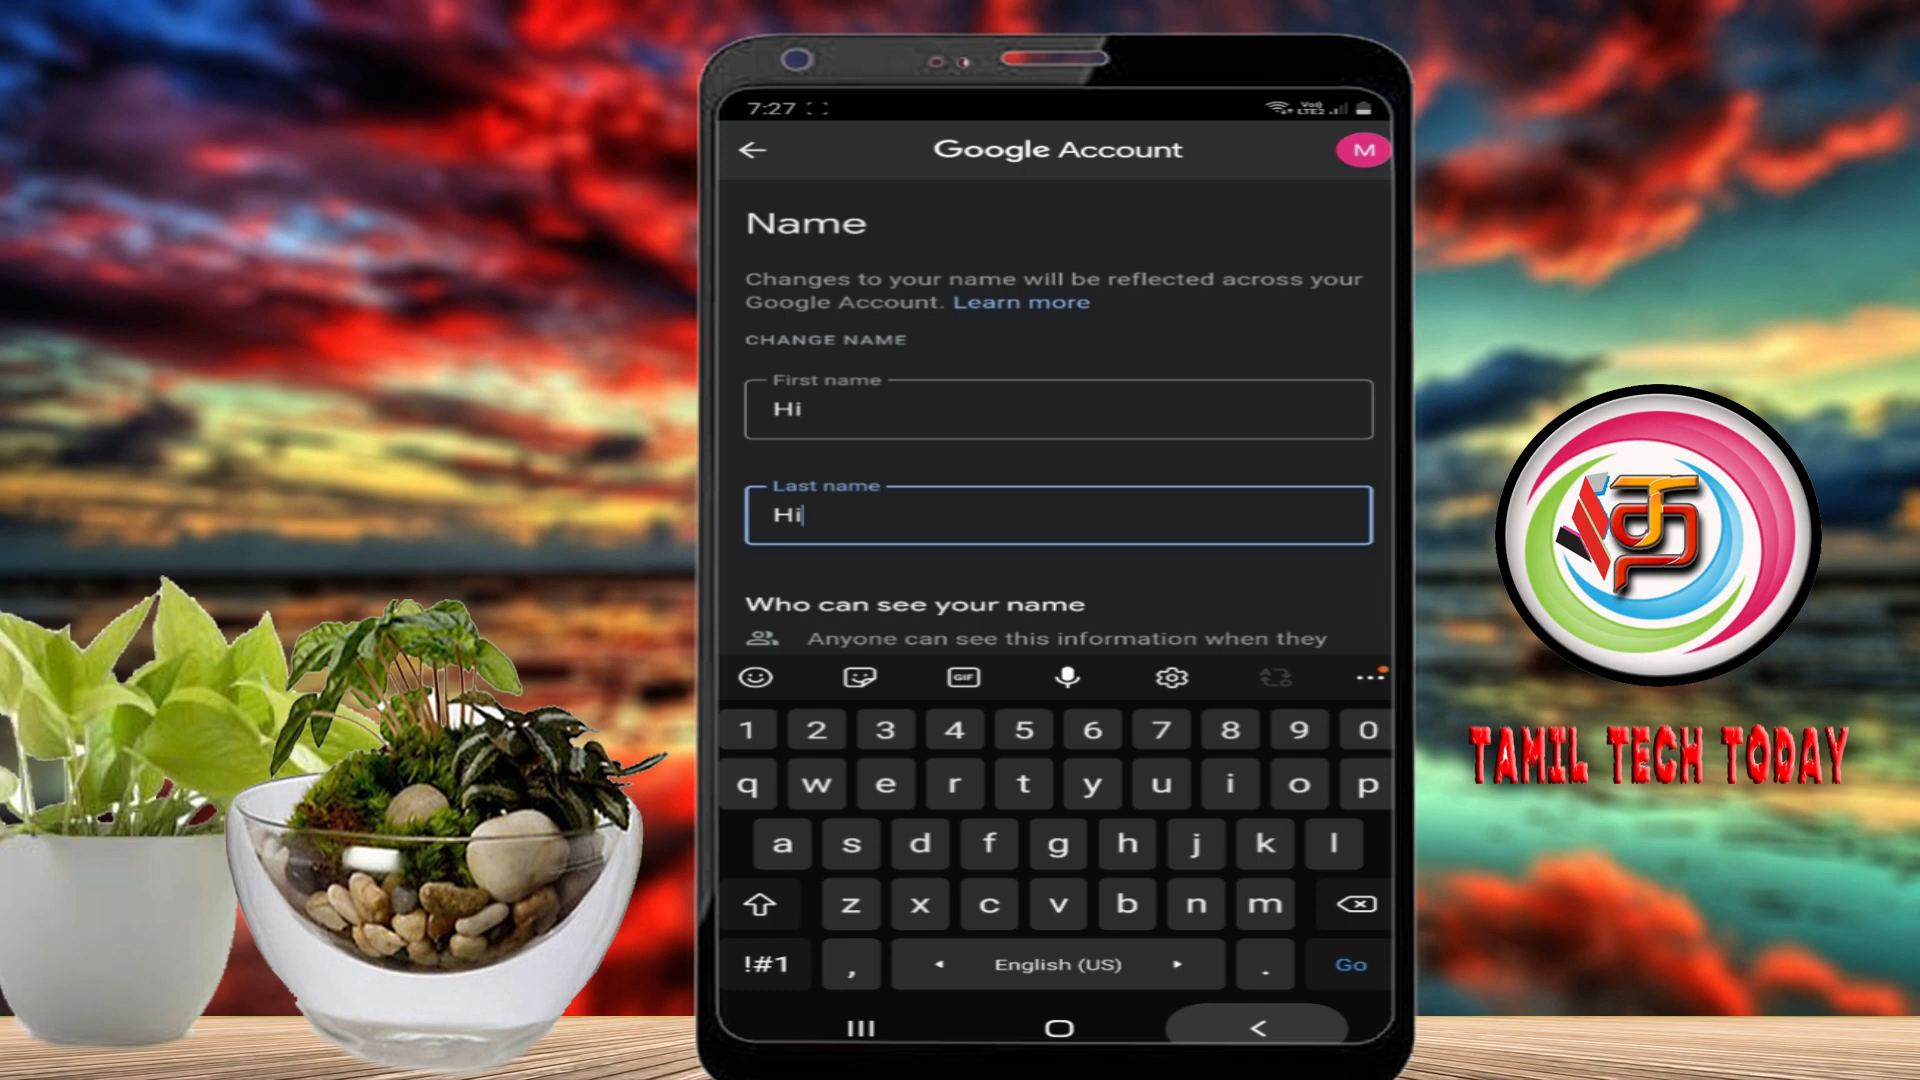 7:27
Vo)
LTE2
Google Account
M
Name
Changes to your name will be reflected across your
Google Account. Learn more
CHANGE NAME
First name
Hi
Last name
Hi
Who can see your name
Anyone can see this information when they
GIF
1 2 3 4 5 6 7 8 9 0
q w e r t y u i o p
a s d f g h j k l
z x c v b n m
!#1 , English (US) . Go
த
TAMIL TECH TODAY